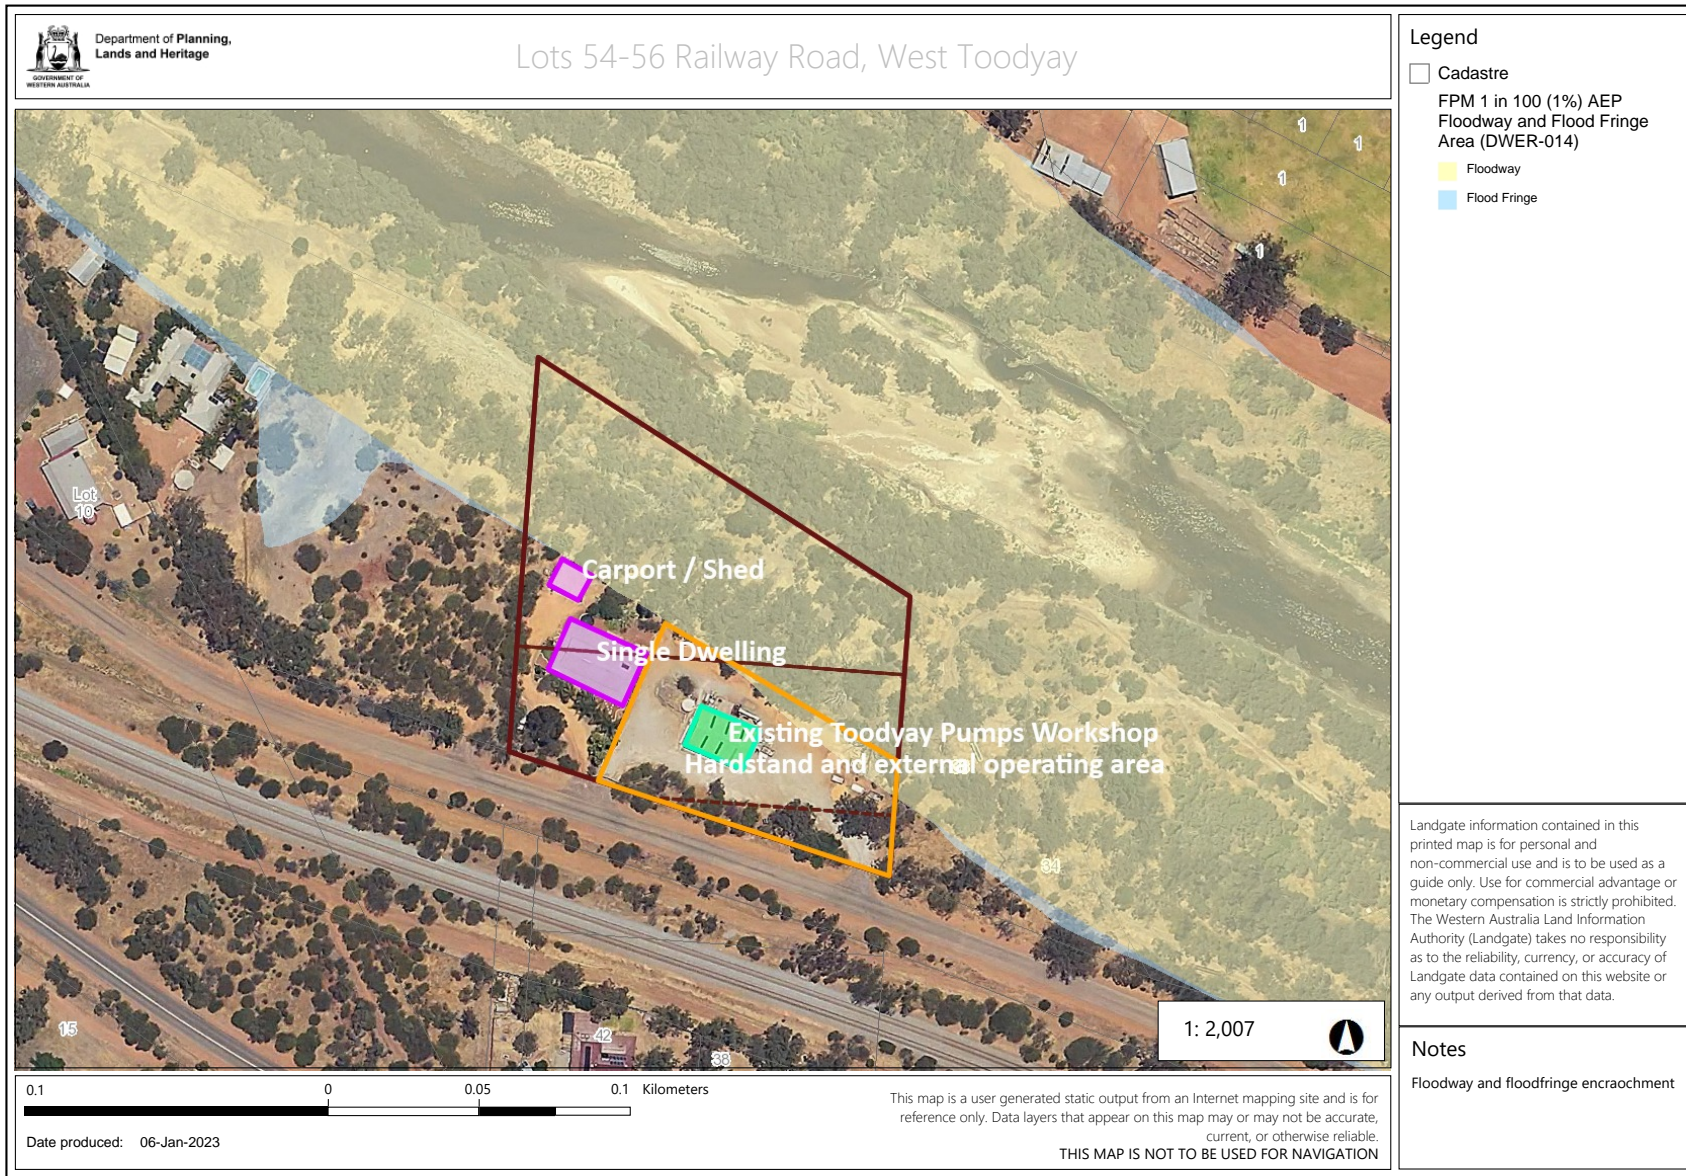 Department of Planning,
Lands and Heritage
GOVERNMENT OF
WESTERN AUSTRALIA
Lots 54-56 Railway Road, West Toodyay
Legend
Cadastre
FPM 1 in 100 (1%) AEP
Floodway and Flood Fringe
Area (DWER-014)
Floodway
Flood Fringe
1
1
1
1
Lot
10
Carport / Shed
Single Dwelling
Existing Toodyay Pumps Workshop
Hardstand and external operating area
34
15
42
38
1: 2,007
Landgate information contained in this
printed map is for personal and
non-commercial use and is to be used as a
guide only. Use for commercial advantage or
monetary compensation is strictly prohibited.
The Western Australia Land Information
Authority (Landgate) takes no responsibility
as to the reliability, currency, or accuracy of
Landgate data contained on this website or
any output derived from that data.
Notes
Floodway and floodfringe encraochment
0.1 0 0.05 0.1 Kilometers
Date produced: 06-Jan-2023
This map is a user generated static output from an Internet mapping site and is for
reference only. Data layers that appear on this map may or may not be accurate,
current, or otherwise reliable.
THIS MAP IS NOT TO BE USED FOR NAVIGATION